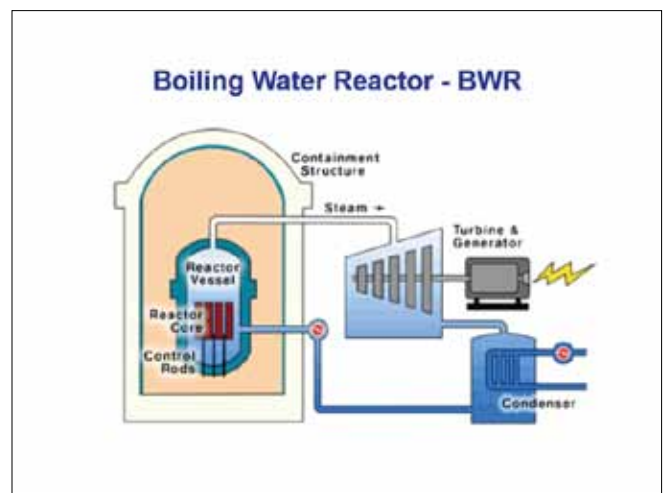 Boiling Water Reactor - BWR
Containment
Structure
Steam →
Turbine &
Generator
Reactor
Vessel
Reactor
Core
Control
Rods
Condenser